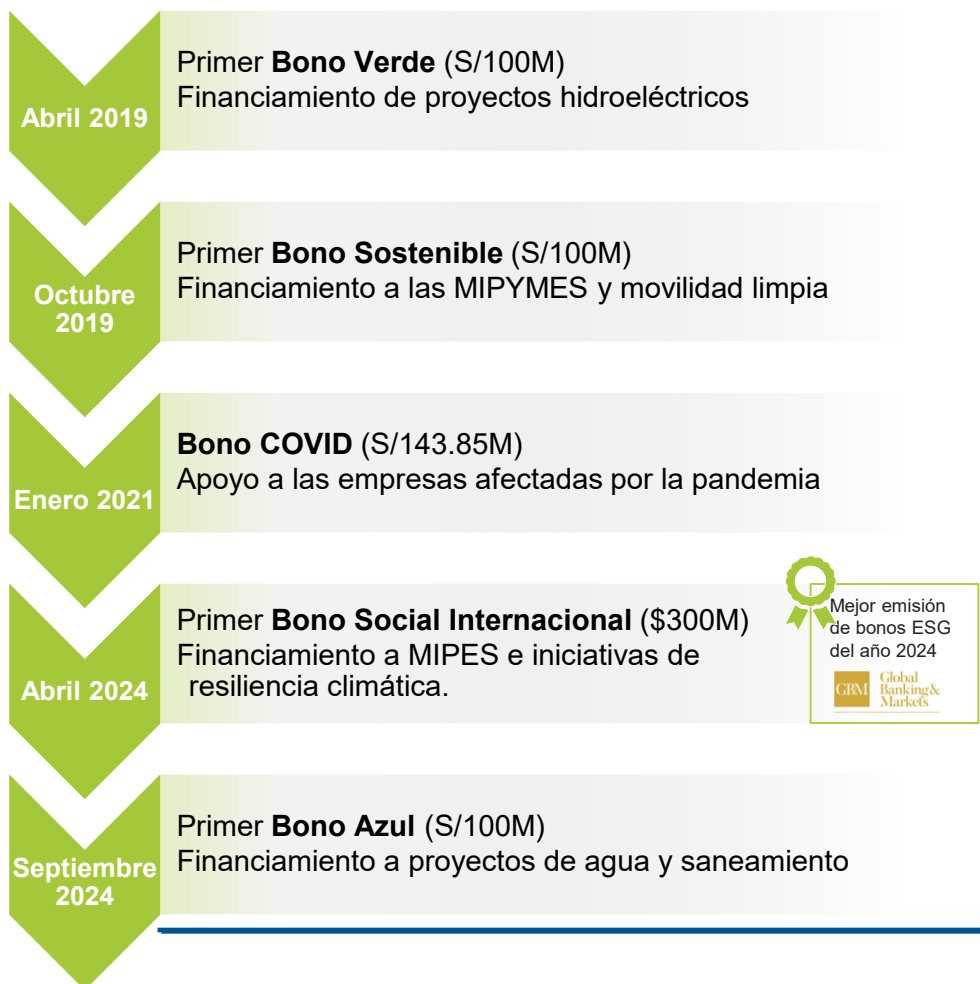 Abril 2019
Primer Bono Verde (S/100M)
Financiamiento de proyectos hidroeléctricos
Octubre
2019
Primer Bono Sostenible (S/100M)
Financiamiento a las MIPYMES y movilidad limpia
Enero 2021
Bono COVID (S/143.85M)
Apoyo a las empresas afectadas por la pandemia
Abril 2024
Primer Bono Social Internacional ($300M)
Financiamiento a MIPES e iniciativas de
resiliencia climática.
Mejor emisión
de bonos ESG
del año 2024
GBM
Global
Banking&
Markets
Septiembre
2024
Primer Bono Azul (S/100M)
Financiamiento a proyectos de agua y saneamiento